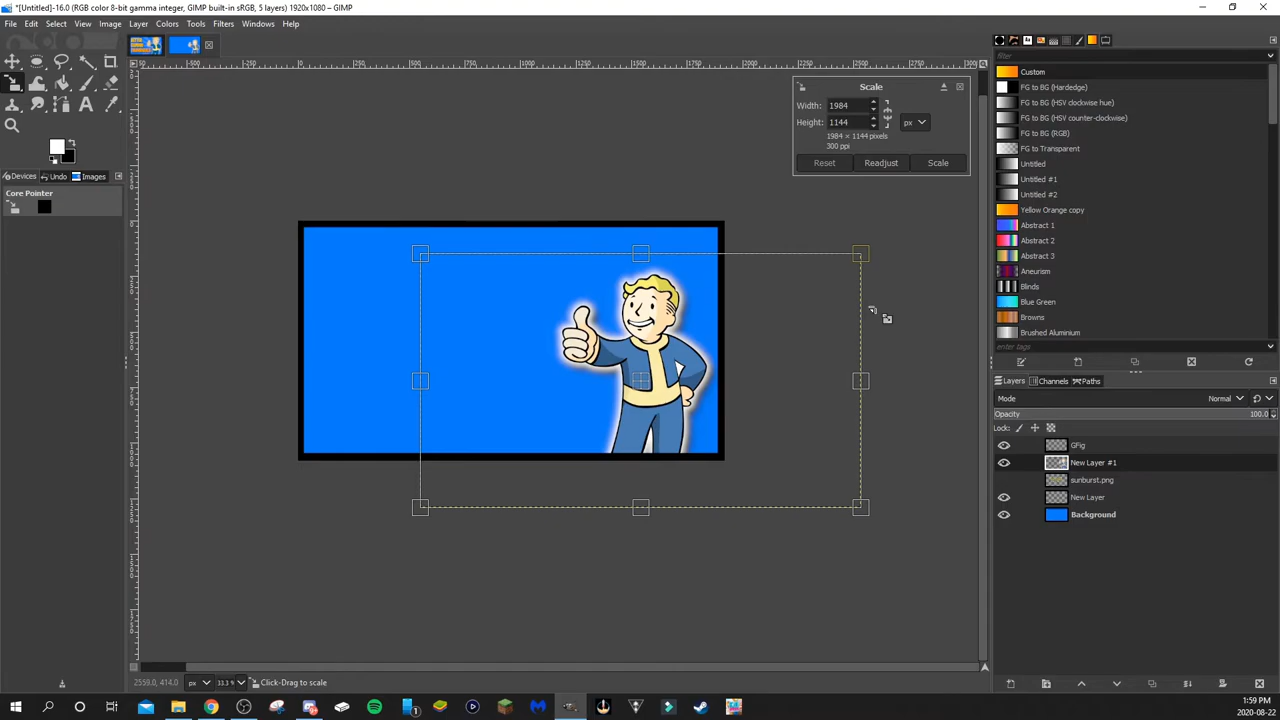 *[Untitled]-16.0 (RGB color 8-bit gamma integer, GIMP built-in sRGB, 5 layers) 1920x1080 – GIMP
File Edit Select View Image Layer Colors Tools Filters Windows Help
filter
Custom
FG to BG (Hardedge)
FG to BG (HSV clockwise hue)
FG to BG (HSV counter-clockwise)
FG to BG (RGB)
FG to Transparent
Untitled
Untitled #1
Untitled #2
Yellow Orange copy
Abstract 1
Abstract 2
Abstract 3
Aneurism
Blinds
Blue Green
Browns
Brushed Aluminium
enter tags
Scale
Width: 1984
Height: 1144 px
1984 × 1144 pixels
300 ppi
Reset Readjust Scale
Devices Undo Images
Core Pointer
Layers Channels Paths
Mode Normal
Opacity 100.0
Lock:
GFig
New Layer #1
sunburst.png
New Layer
Background
2559.0, 414.0 px 33.3 % Click-Drag to scale
1:59 PM
2020-08-22